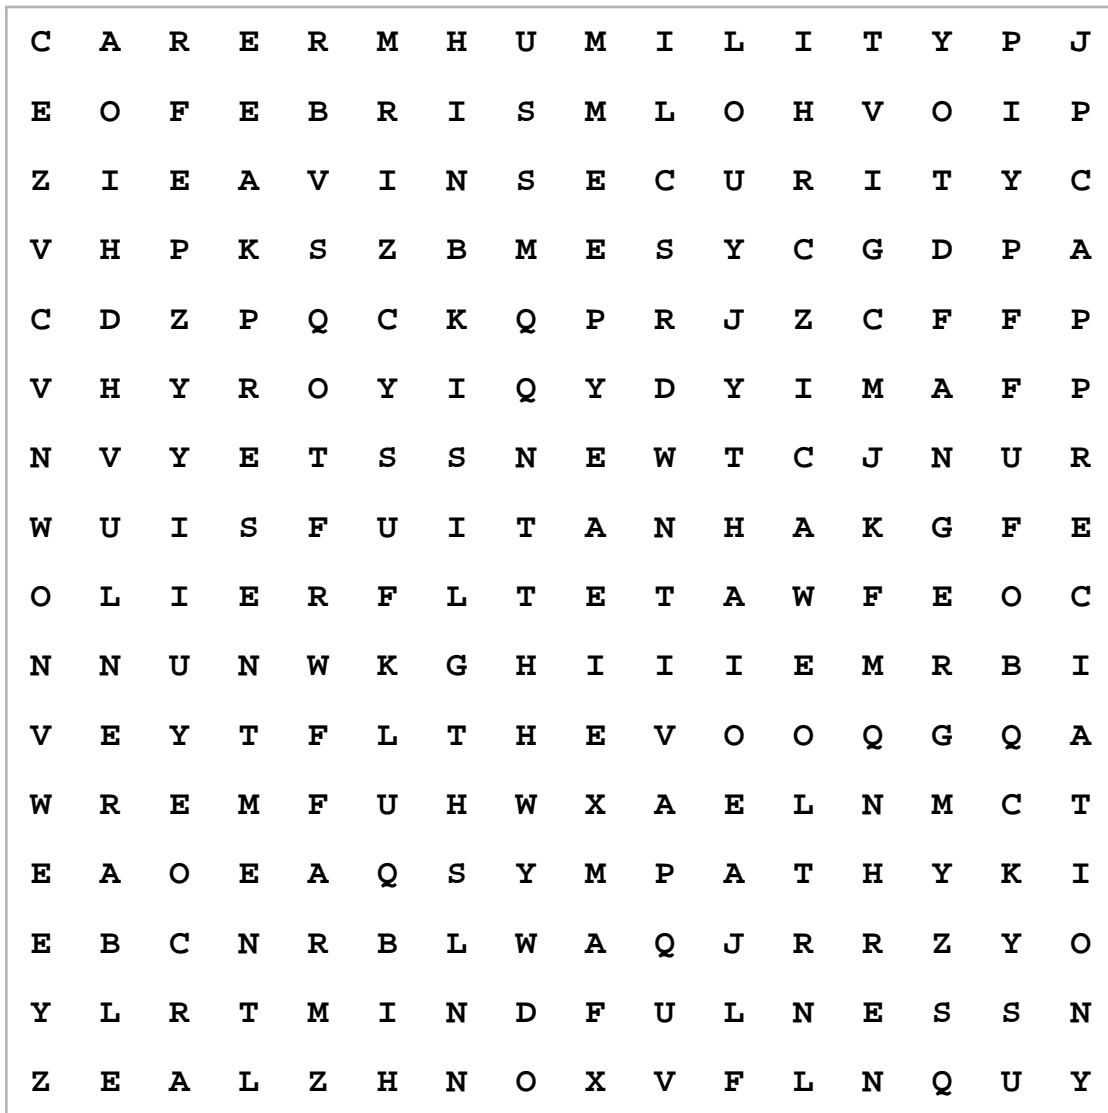 C A R E R M H U M I L I T Y P J
E O F E B R I S M L O H V O I P
Z I E A V I N S E C U R I T Y C
V H P K S Z B M E S Y C G D P A
C D Z P Q C K Q P R J Z C F F P
V H Y R O Y I Q Y D Y I M A F P
N V Y E T S S N E W T C J N U R
W U I S F U I T A N H A K G F E
O L I E R F L T E T A W F E O C
N N U N W K G H I I I E M R B I
V E Y T F L T H E V O O Q G Q A
W R E M F U H W X A E L N M C T
E A O E A Q S Y M P A T H Y K I
E B C N R B L W A Q J R R Z Y O
Y L R T M I N D F U L N E S S N
Z E A L Z H N O X V F L N Q U Y